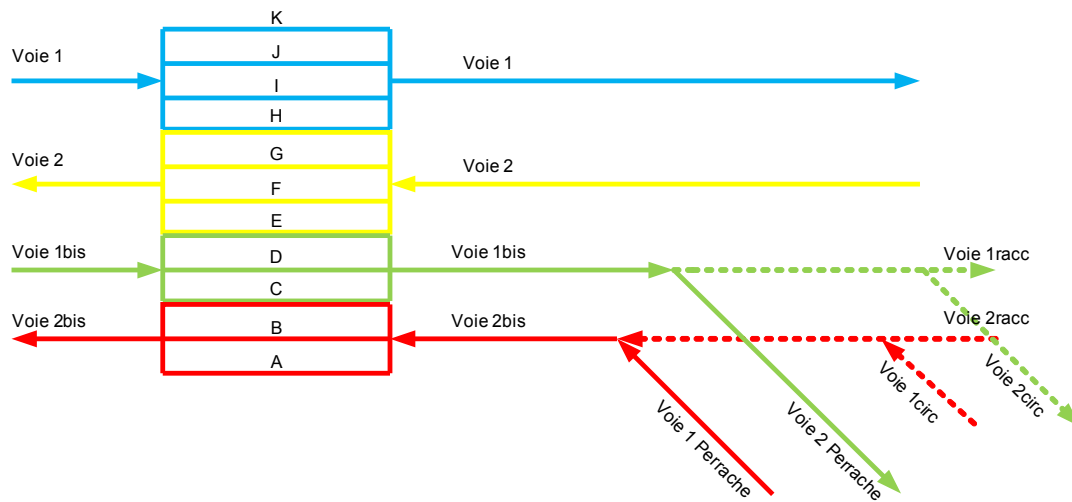 K
Voie 1
J
Voie 1
I
H
G
Voie 2
Voie 2
F
E
Voie 1bis
D
Voie 1bis
Voie 1racc
C
Voie 2bis
B
Voie 2bis
Voie 2racc
A
Voie 1circ
Voie 2circ
Voie 1 Perrache
Voie 2 Perrache